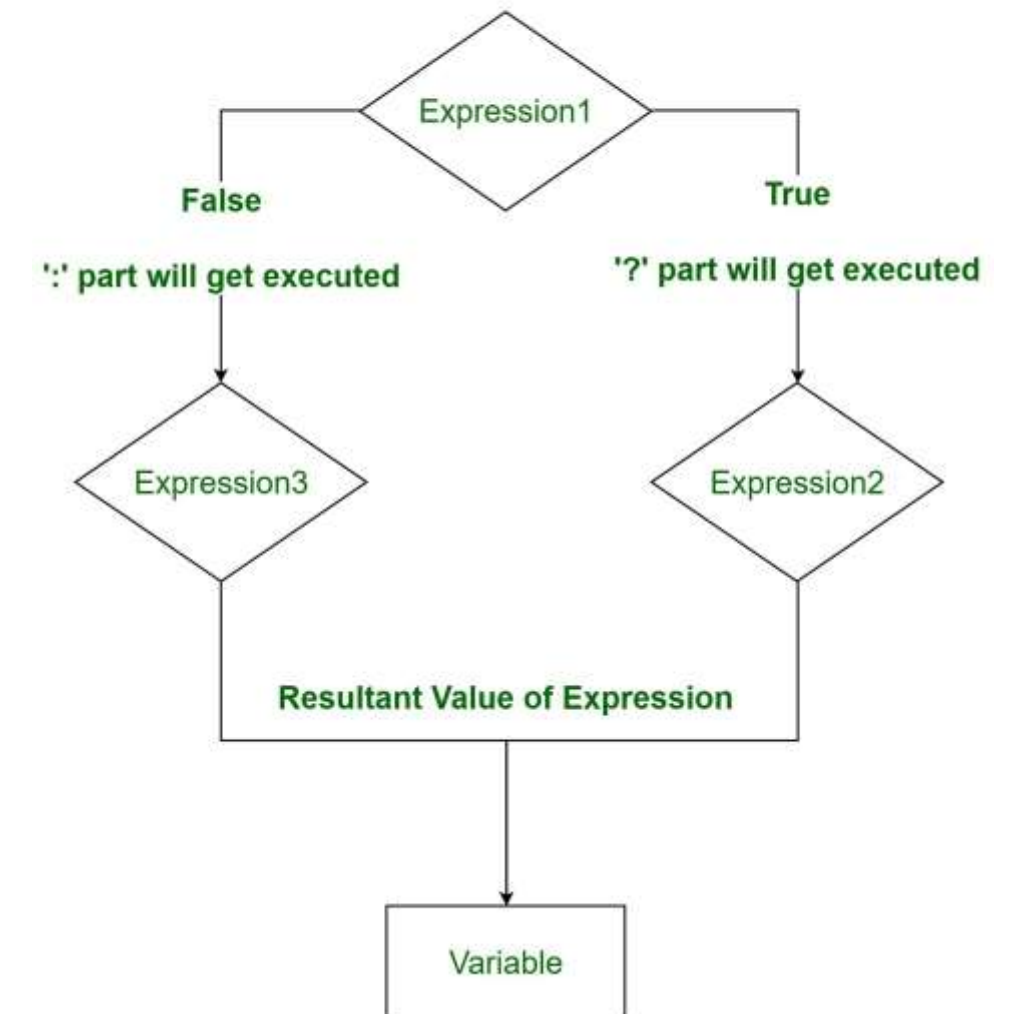 Expression1
False
True
':' part will get executed
'?' part will get executed
Expression3
Expression2
Resultant Value of Expression
Variable